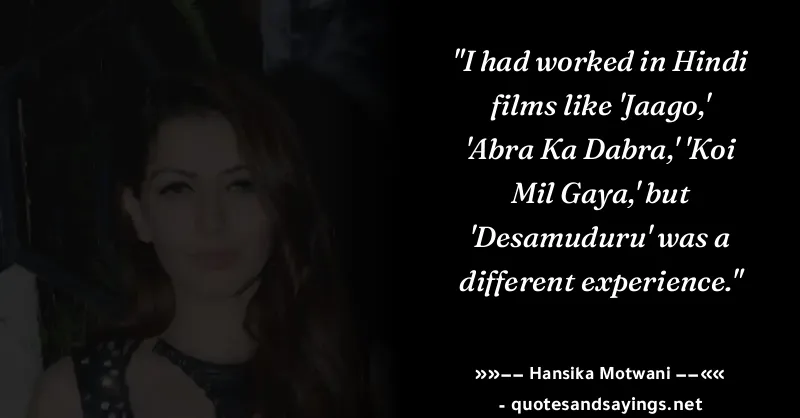 "I had worked in Hindi
films like 'Jaago,'
'Abra Ka Dabra,' 'Koi
Mil Gaya,' but
'Desamuduru' was a
different experience."
»»−− Hansika Motwani −−««
- quotesandsayings.net